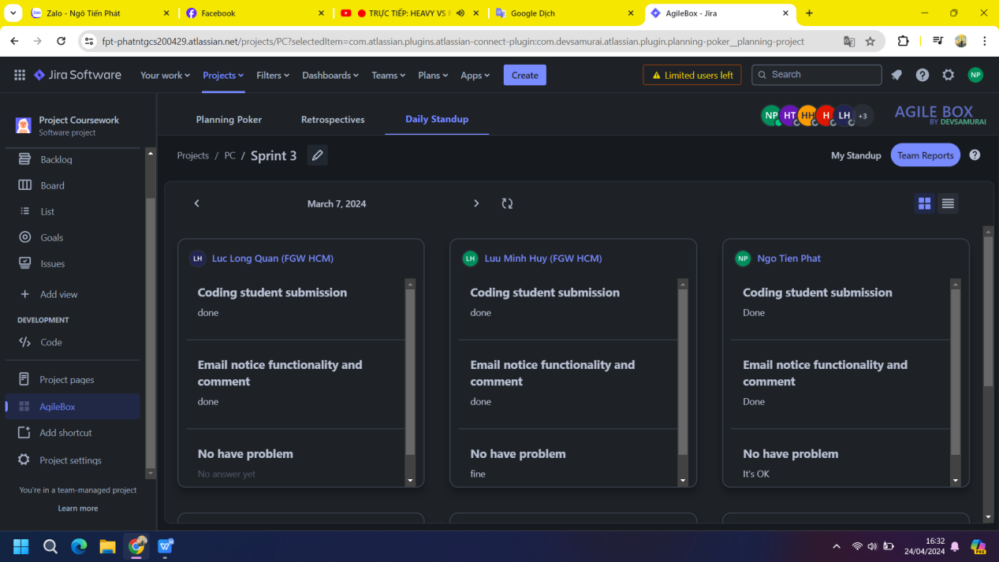 Zalo - Ngô Tiến Phát
Facebook
TRỰC TIẾP: HEAVY VS F
Google Dịch
AgileBox - Jira
fpt-phatntgcs200429.atlassian.net/projects/PC?selectedItem=com.atlassian.plugins.atlassian-connect-plugin:com.devsamurai.atlassian.plugin.planning-poker__planning-project
Jira Software
Your work
Projects
Filters
Dashboards
Teams
Plans
Apps
Create
Limited users left
Search
NP
Project Coursework
Software project
Backlog
Board
List
Goals
Issues
Add view
DEVELOPMENT
Code
Project pages
AgileBox
Add shortcut
Project settings
You're in a team-managed project
Learn more
Planning Poker
Retrospectives
Daily Standup
NP HT HH H LH +3
AGILE BOX
BY DEVSAMURAI
Projects / PC / Sprint 3
My Standup
Team Reports
March 7, 2024
LH Luc Long Quan (FGW HCM)
Coding student submission
done
Email notice functionality and
comment
done
No have problem
No answer yet
LH Luu Minh Huy (FGW HCM)
Coding student submission
done
Email notice functionality and
comment
done
No have problem
fine
NP Ngo Tien Phat
Coding student submission
Done
Email notice functionality and
comment
Done
No have problem
It's OK
16:32
24/04/2024
PRE